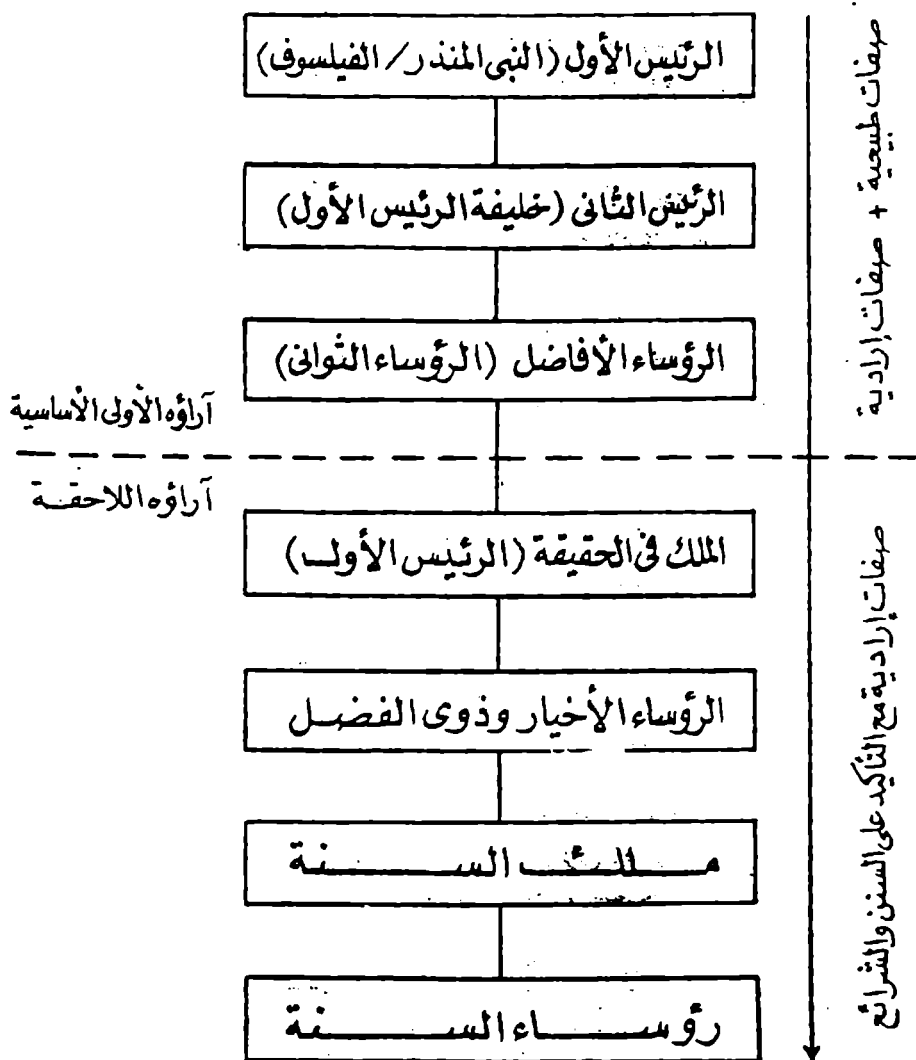 الرئيس الأول (النبى المنذر / الفيلسوف)
الرئيس الثانى (خليفة الرئيس الأول)
الرؤساء الأفاضل (الرؤساء الثوانى)
صفات طبيعية + صفات إرادية
آراؤه الأولى الأساسية
آراؤه اللاحقة
الملك فى الحقيقة (الرئيس الأول)
الرؤساء الأخيار وذوى الفضل
ملك السنة
رؤساء السنة
صفات إرادية مع التأكيد على السنن والشرائع